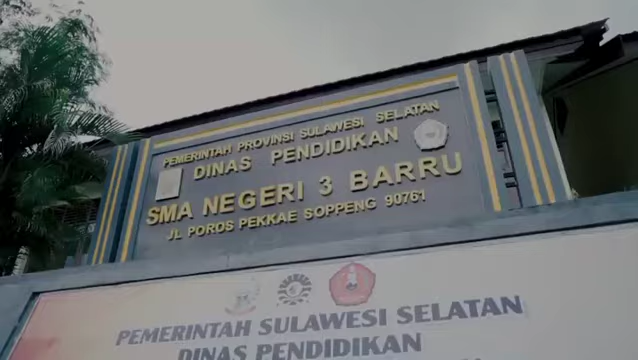 PEMERINTAH PROVINSI SULAWESI SELATAN
DINAS PENDIDIKAN
SMA NEGERI 3 BARRU
JL POROS PEKKAE SOPPENG 90761
PEMERINTAH SULAWESI SELATAN
DINAS PENDIDIKAN